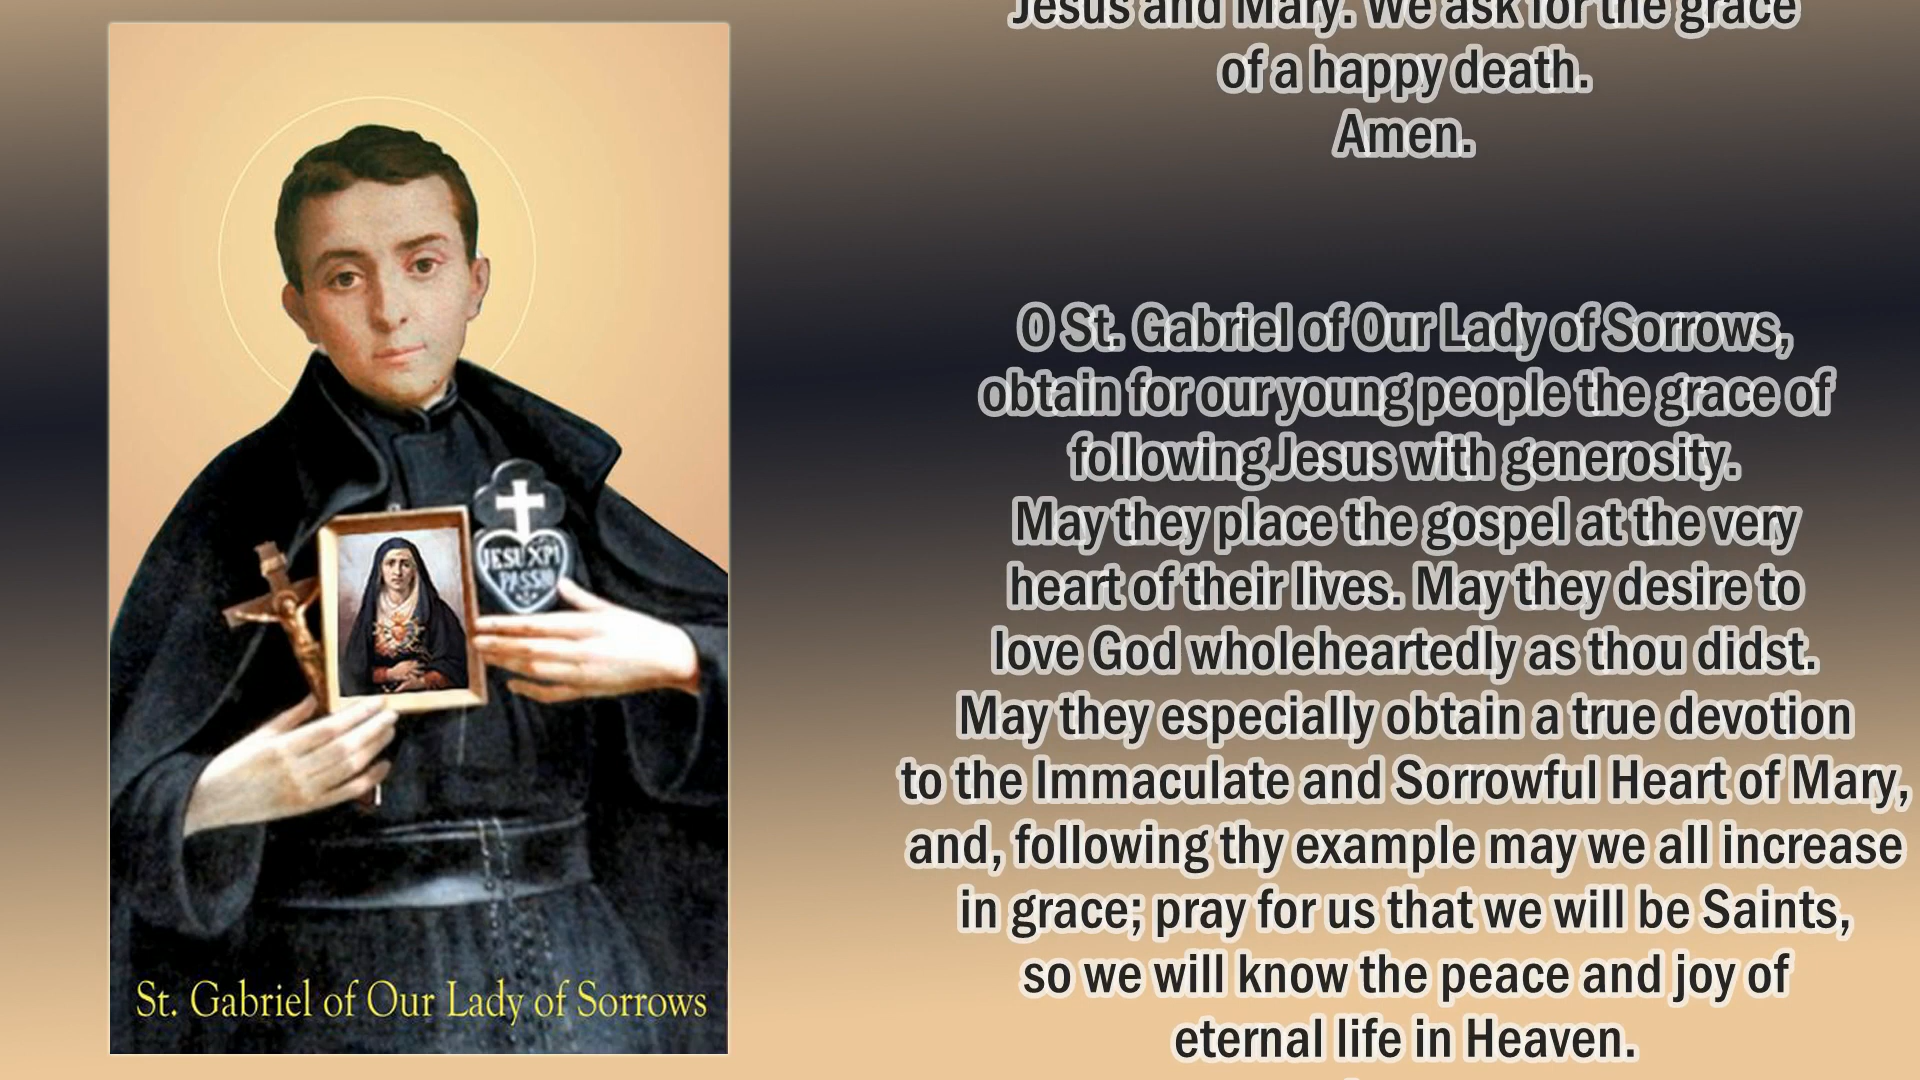 JESU XPI
PASSIO
St. Gabriel of Our Lady of Sorrows
Jesus and Mary. We ask for the grace
of a happy death.
Amen.
O St. Gabriel of Our Lady of Sorrows,
obtain for our young people the grace of
following Jesus with generosity.
May they place the gospel at the very
heart of their lives. May they desire to
love God wholeheartedly as thou didst.
May they especially obtain a true devotion
to the Immaculate and Sorrowful Heart of Mary,
and, following thy example may we all increase
in grace; pray for us that we will be Saints,
so we will know the peace and joy of
eternal life in Heaven.